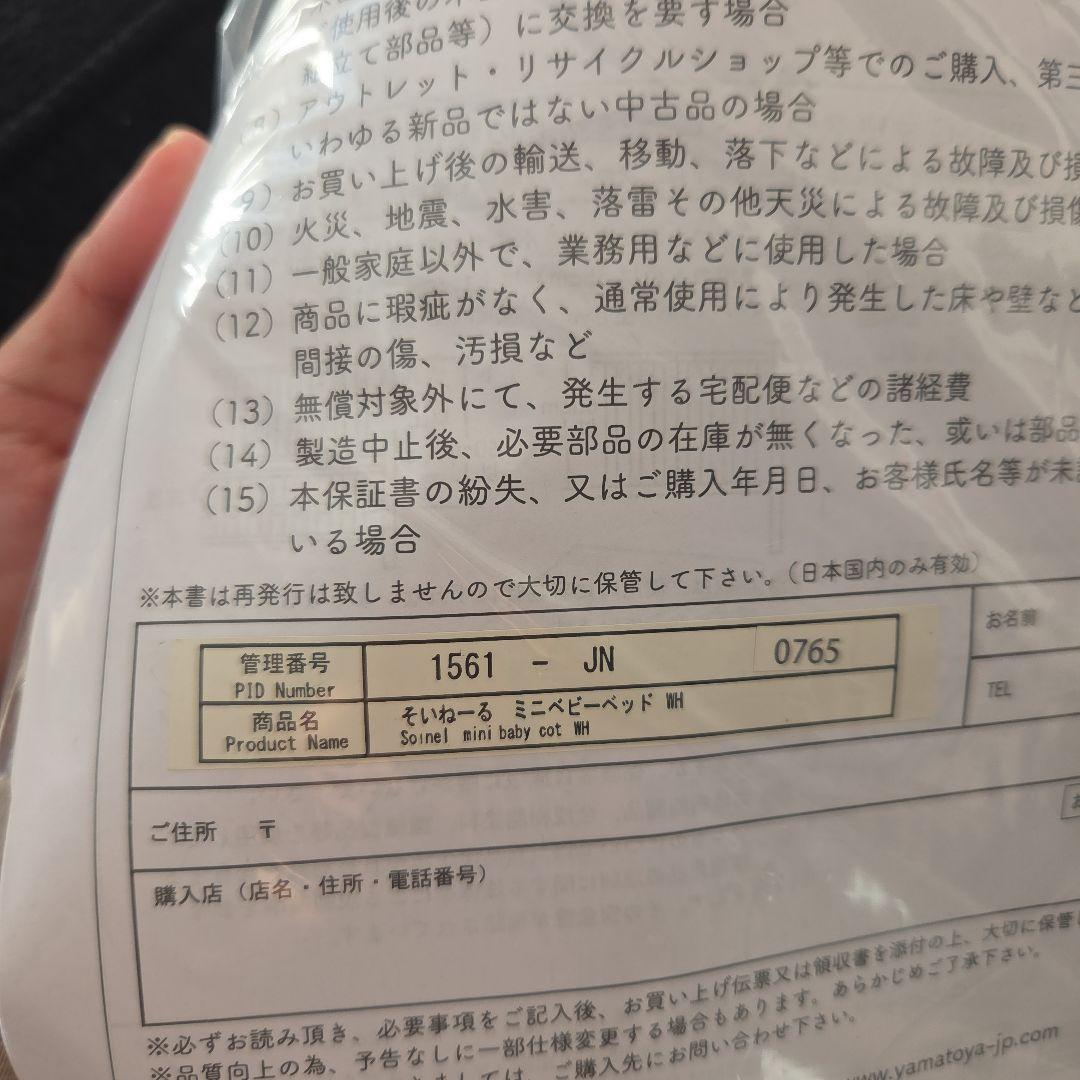 使用後の
組立て部品等）に交換を要す場合
（8）アウトレット・リサイクルショップ等でのご購入、第三
いわゆる新品ではない中古品の場合
（9）お買い上げ後の輸送、移動、落下などによる故障及び損
（10）火災、地震、水害、落雷その他天災による故障及び損傷
（11）一般家庭以外で、業務用などに使用した場合
（12）商品に瑕疵がなく、通常使用により発生した床や壁など
間接の傷、汚損など
（13）無償対象外にて、発生する宅配便などの諸経費
（14）製造中止後、必要部品の在庫が無くなった、或いは部品
（15）本保証書の紛失、又はご購入年月日、お客様氏名等が未
いる場合
※本書は再発行は致しませんので大切に保管して下さい。（日本国内のみ有効）
お名前
管理番号 1561 - JN 0765
PID Number
TEL
商品名 そいねーる ミニベビーベッド WH
Product Name Soinel mini baby cot WH
ご住所 〒
お
購入店（店名・住所・電話番号）
※必ずお読み頂き、必要事項をご記入後、お買い上げ伝票又は領収書を添付の上、大切に保管
※品質向上の為、予告なしに一部仕様変更する場合もあります。あらかじめご了承下さい。
ましては、ご購入先にお問い合わせ下さい。
www.yamatoya-jp.com